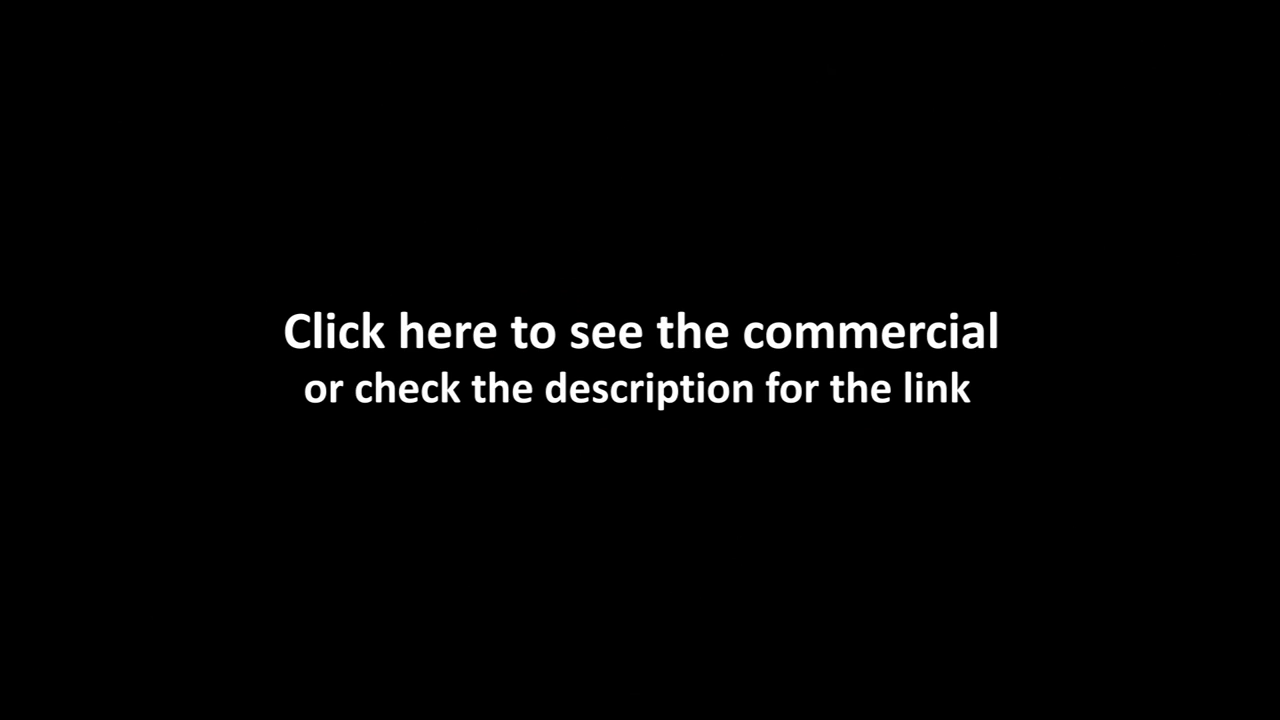 Click here to see the commercial
or check the description for the link